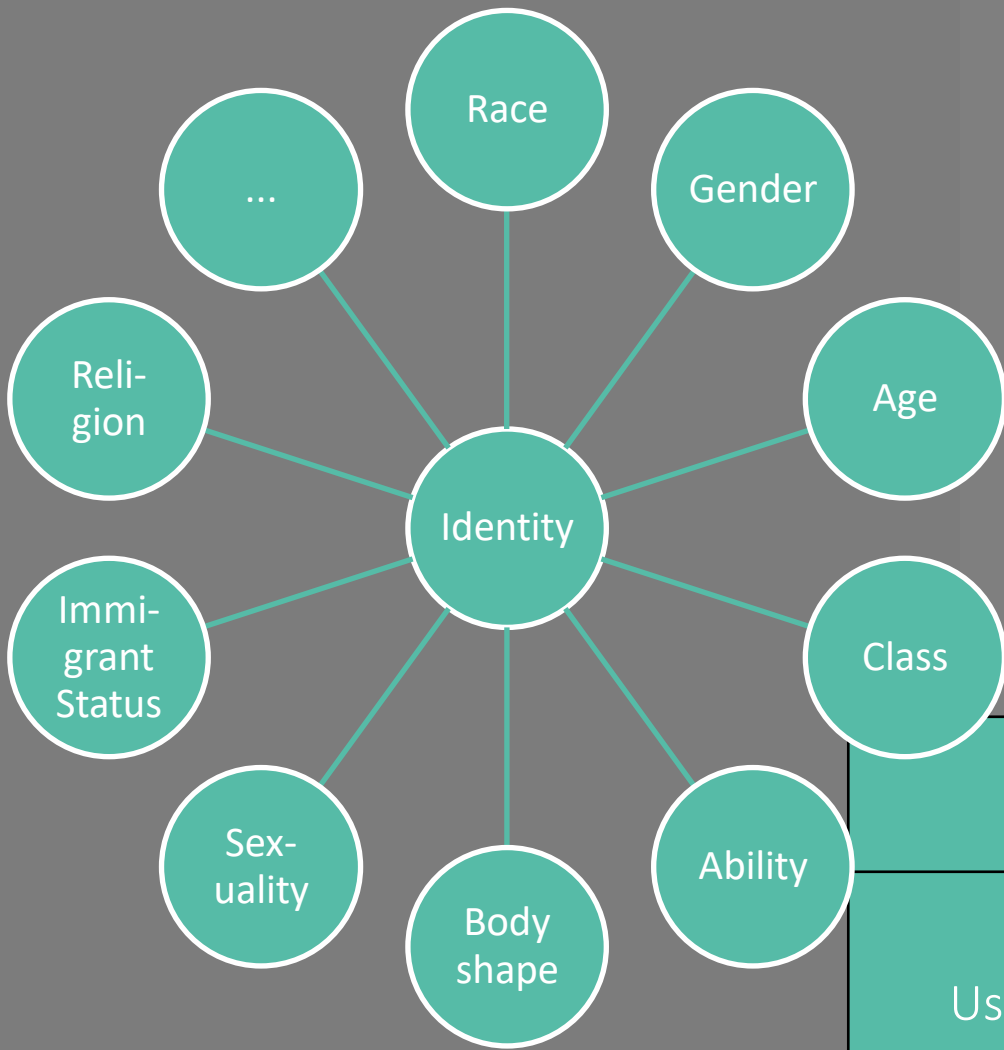 Race
Gender
Age
Class
Ability
Body
shape
Sex-
uality
Immi-
grant
Status
Reli-
gion
...
Identity
Us